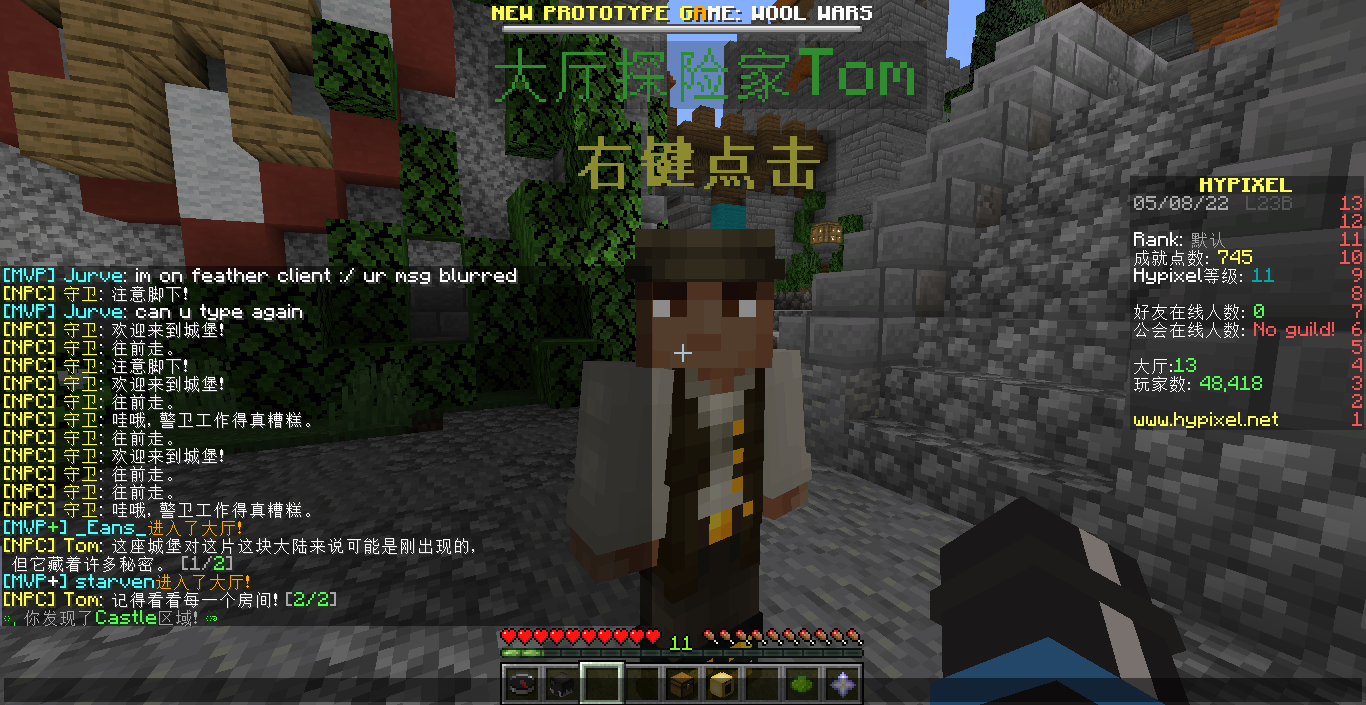 NEW PROTOTYPE GAME: WOOL WARS
大厅探险家Tom
右键点击
[MVP] Jurve: im on feather client :/ ur msg blurred
[NPC] 守卫: 注意脚下!
[MVP] Jurve: can u type again
[NPC] 守卫: 欢迎来到城堡!
[NPC] 守卫: 往前走。
[NPC] 守卫: 注意脚下!
[NPC] 守卫: 欢迎来到城堡!
[NPC] 守卫: 往前走。
[NPC] 守卫: 哇哦,警卫工作得真糟糕。
[NPC] 守卫: 往前走。
[NPC] 守卫: 欢迎来到城堡!
[NPC] 守卫: 往前走。
[NPC] 守卫: 往前走。
[NPC] 守卫: 哇哦,警卫工作得真糟糕。
[MVP+] _Eans_进入了大厅!
[NPC] Tom: 这座城堡对这片这块大陆来说可能是刚出现的,
但它藏着许多秘密。 [1/2]
[MVP+] starven进入了大厅!
[NPC] Tom: 记得看看每一个房间! [2/2]
你发现了Castle区域!
HYPIXEL
05/08/22 L23B 13
12
Rank: 默认 11
成就点数: 745 10
Hypixel等级: 11 9
8
好友在线人数: 0 7
公会在线人数: No guild! 6
5
大厅:13 4
玩家数: 48,418 3
2
www.hypixel.net 1
11